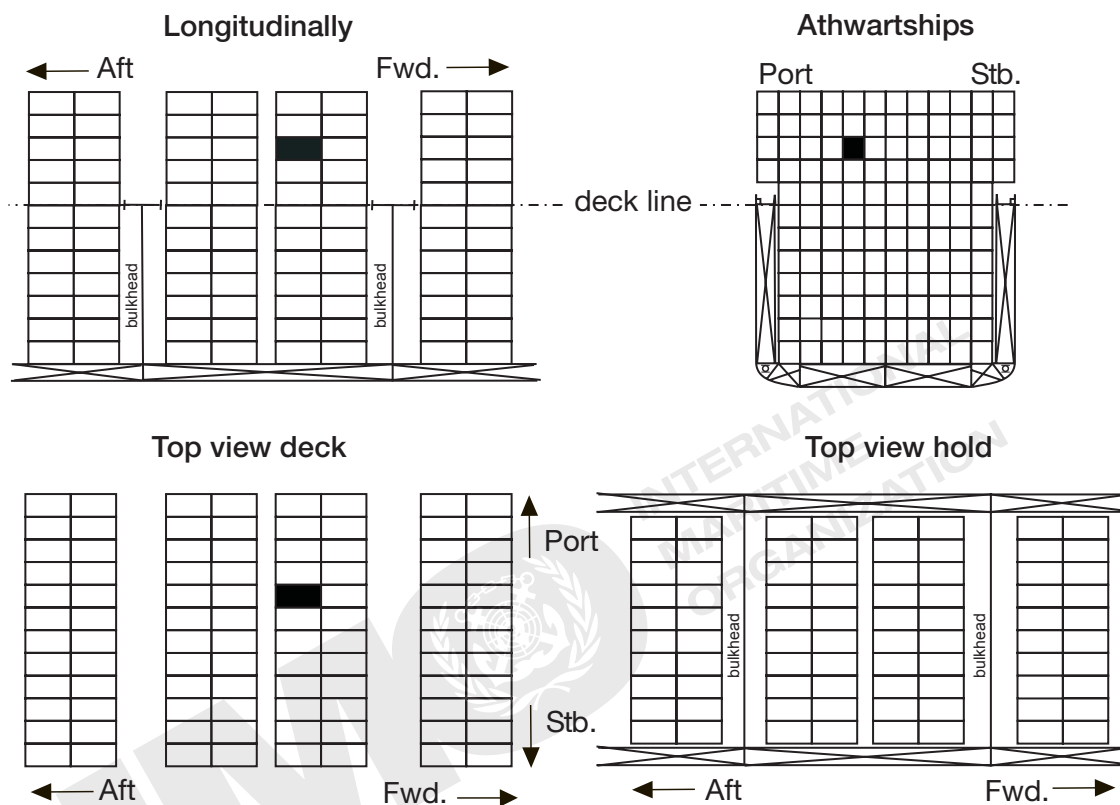 Longitudinally
Athwartships
Aft
Fwd.
Port
Stb.
deck line
bulkhead
bulkhead
Top view deck
Top view hold
INTERNATIONAL
MARITIME
ORGANIZATION
Port
bulkhead
bulkhead
Stb.
Aft
Fwd.
Aft
Fwd.
IMO